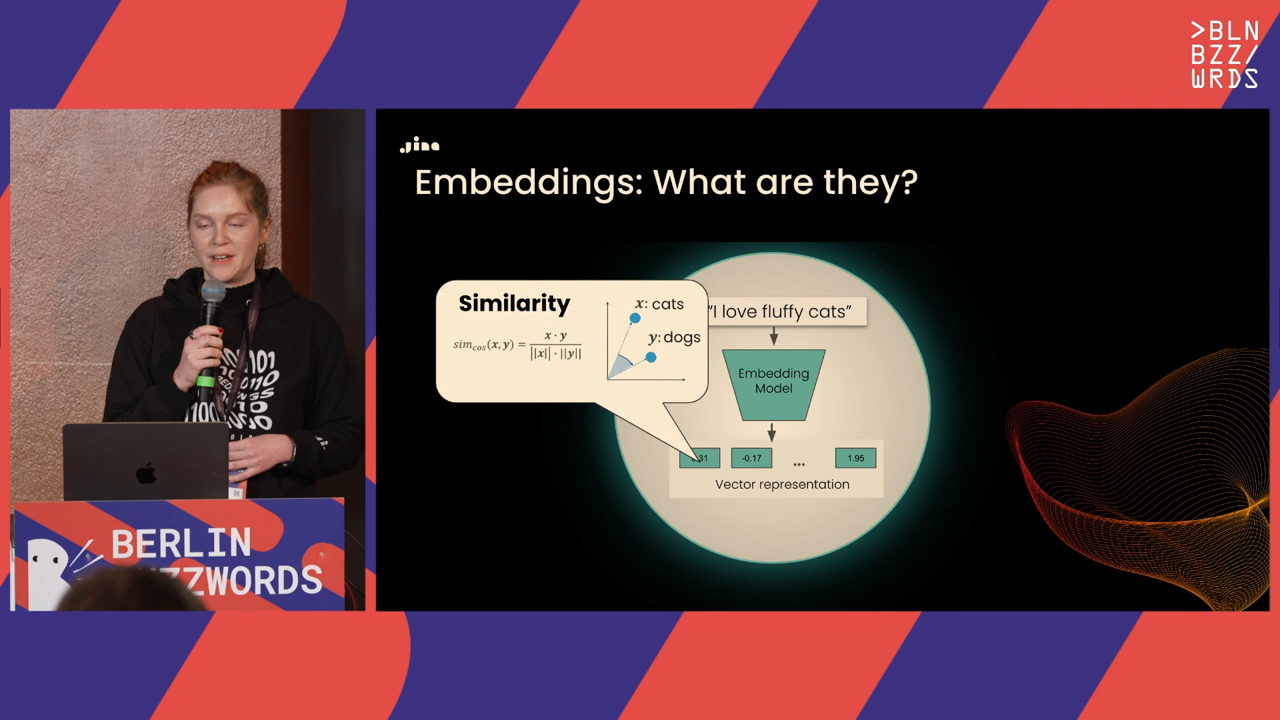 >BLN
BZZ/
WRDS
BERLIN
jina
Embeddings: What are they?
Similarity
x: cats
y: dogs
sim_cos(x, y) = x · y / ||x|| · ||y||
"I love fluffy cats"
Embedding
Model
-0.17
...
1.95
Vector representation